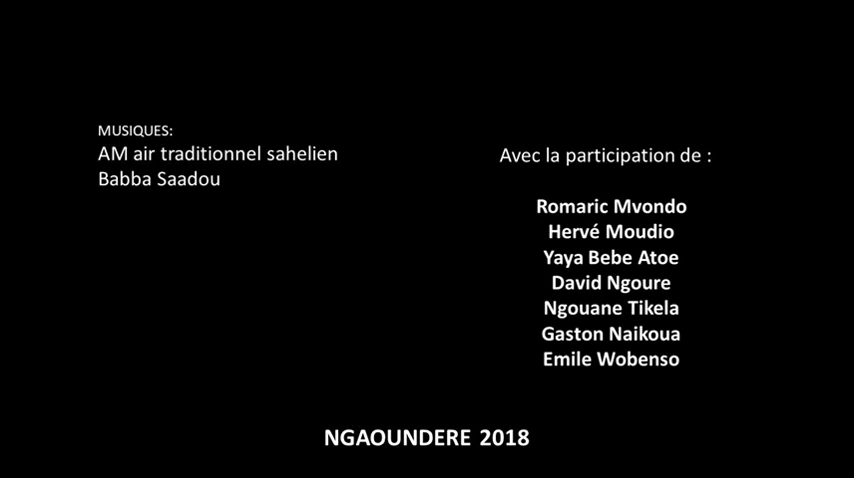 MUSIQUES:
AM air traditionnel sahelien
Babba Saadou
Avec la participation de :
Romaric Mvondo
Hervé Moudio
Yaya Bebe Atoe
David Ngoure
Ngouane Tikela
Gaston Naikoua
Emile Wobenso
NGAOUNDERE 2018